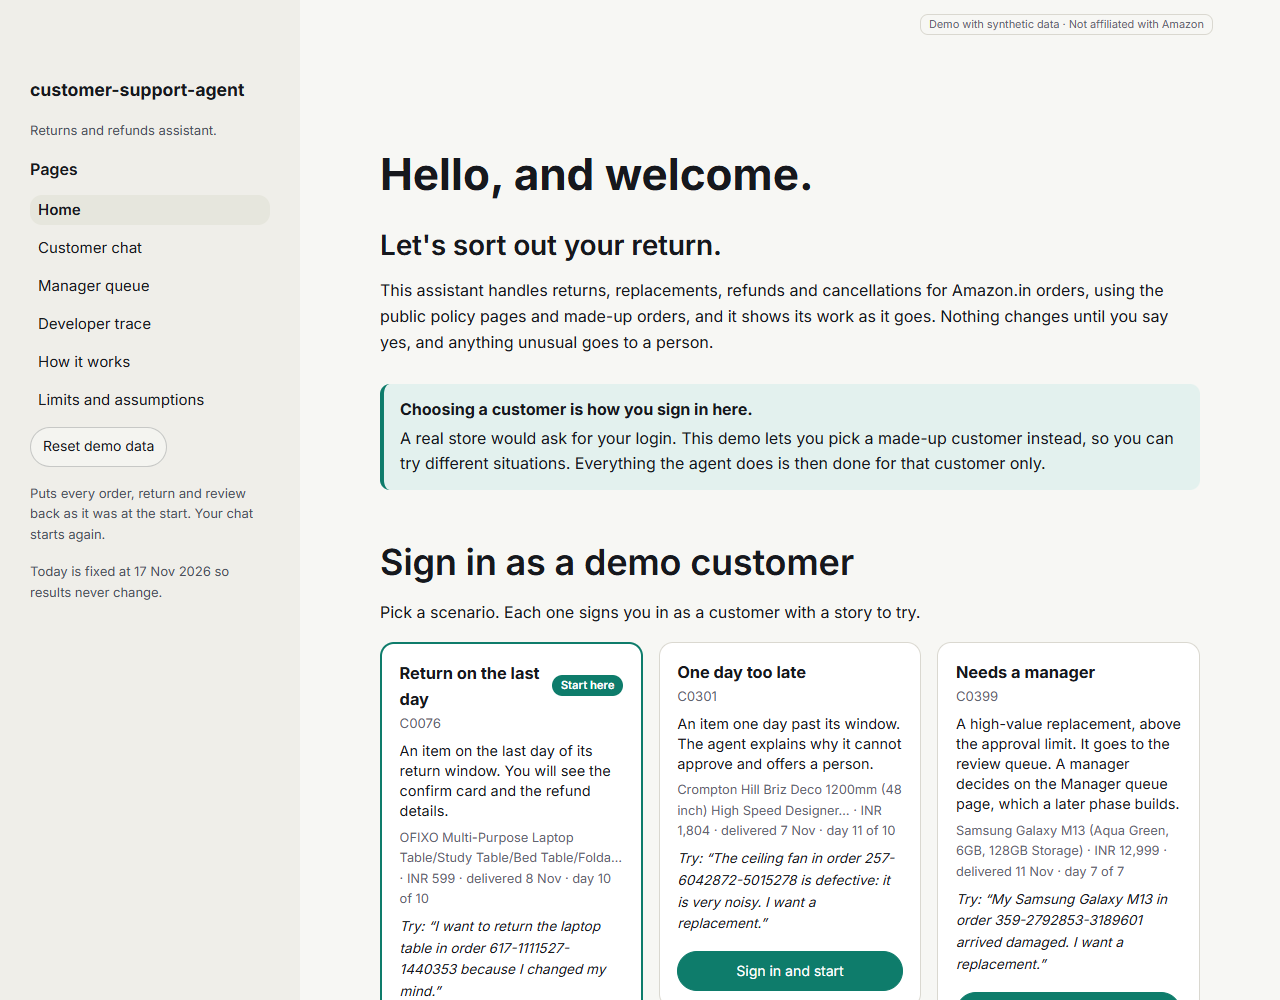 Demo with synthetic data · Not affiliated with Amazon
customer-support-agent
Returns and refunds assistant.
Pages
Home
Customer chat
Manager queue
Developer trace
How it works
Limits and assumptions
Reset demo data
Puts every order, return and review
back as it was at the start. Your chat
starts again.
Today is fixed at 17 Nov 2026 so
results never change.
Hello, and welcome.
Let's sort out your return.
This assistant handles returns, replacements, refunds and cancellations for Amazon.in orders, using the
public policy pages and made-up orders, and it shows its work as it goes. Nothing changes until you say
yes, and anything unusual goes to a person.
Choosing a customer is how you sign in here.
A real store would ask for your login. This demo lets you pick a made-up customer instead, so you can
try different situations. Everything the agent does is then done for that customer only.
Sign in as a demo customer
Pick a scenario. Each one signs you in as a customer with a story to try.
Return on the last
day
Start here
C0076
An item on the last day of its
return window. You will see the
confirm card and the refund
details.
OFIXO Multi-Purpose Laptop
Table/Study Table/Bed Table/Folda...
· INR 599 · delivered 8 Nov · day 10
of 10
Try: “I want to return the laptop
table in order 617-1111527-
1440353 because I changed my
mind.”
One day too late
C0301
An item one day past its window.
The agent explains why it cannot
approve and offers a person.
Crompton Hill Briz Deco 1200mm (48
inch) High Speed Designer... · INR
1,804 · delivered 7 Nov · day 11 of 10
Try: “The ceiling fan in order 257-
6042872-5015278 is defective: it
is very noisy. I want a
replacement.”
Sign in and start
Needs a manager
C0399
A high-value replacement, above
the approval limit. It goes to the
review queue. A manager
decides on the Manager queue
page, which a later phase builds.
Samsung Galaxy M13 (Aqua Green,
6GB, 128GB Storage) · INR 12,999 ·
delivered 11 Nov · day 7 of 7
Try: “My Samsung Galaxy M13 in
order 359-2792853-3189601
arrived damaged. I want a
replacement.”